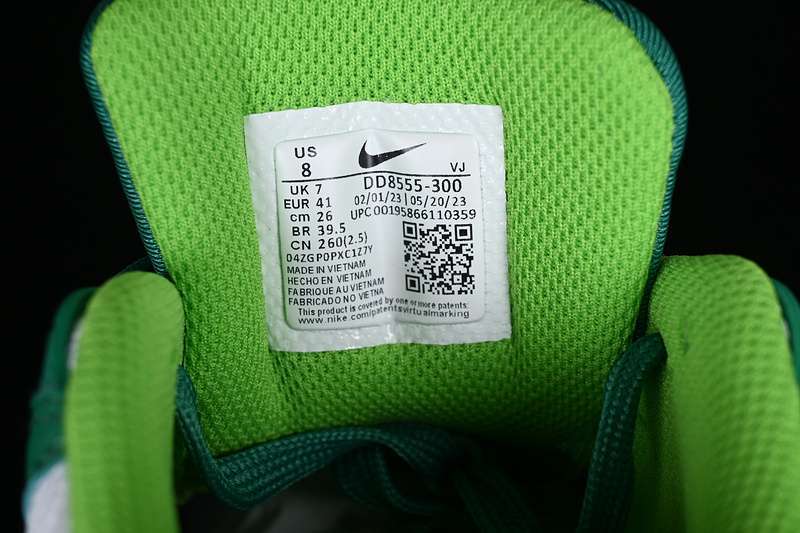 US
8
VJ
UK 7
DD8555-300
EUR 41
02/01/23 | 05/20/23
cm 26
UPC 00195866110359
BR 39.5
CN 260(2.5)
04ZGP0PXC1Z7Y
MADE IN VIETNAM
HECHO EN VIETNAM
FABRIQUE AU VIETNAM
FABRICADO NO VIETNA
This product is covered by one or more patents:
www.nike.com/patentsvirtualmarking